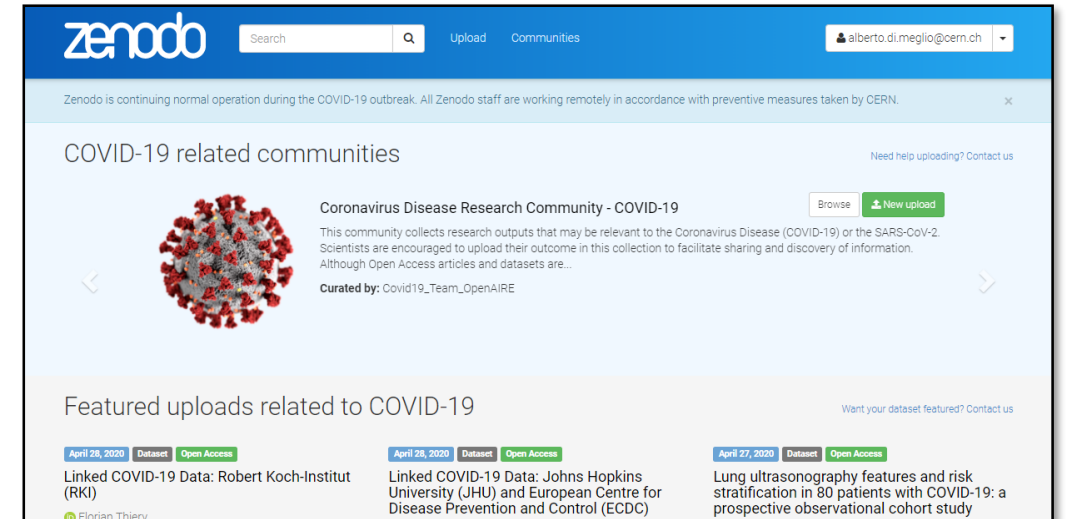 zenodo
Search
Upload
Communities
alberto.di.meglio@cern.ch
Zenodo is continuing normal operation during the COVID-19 outbreak. All Zenodo staff are working remotely in accordance with preventive measures taken by CERN.
×
COVID-19 related communities
Need help uploading? Contact us
Coronavirus Disease Research Community - COVID-19
Browse
New upload
This community collects research outputs that may be relevant to the Coronavirus Disease (COVID-19) or the SARS-CoV-2.
Scientists are encouraged to upload their outcome in this collection to facilitate sharing and discovery of information.
Although Open Access articles and datasets are...
Curated by: Covid19_Team_OpenAIRE
Featured uploads related to COVID-19
Want your dataset featured? Contact us
April 28, 2020 Dataset Open Access
Linked COVID-19 Data: Robert Koch-Institut
(RKI)
iD Florian Thiery
April 28, 2020 Dataset Open Access
Linked COVID-19 Data: Johns Hopkins
University (JHU) and European Centre for
Disease Prevention and Control (ECDC)
April 27, 2020 Dataset Open Access
Lung ultrasonography features and risk
stratification in 80 patients with COVID-19: a
prospective observational cohort study